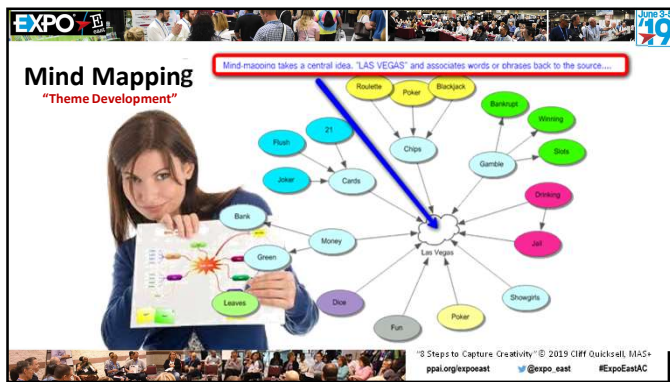 EXPO E
east
June 3-
'19
Mind Mapping
"Theme Development"
Mind-mapping takes a central idea, "LAS VEGAS" and associates words or phrases back to the source....
Roulette
Poker
Blackjack
Bankrupt
Winning
Slots
Chips
Gamble
21
Flush
Joker
Cards
Drinking
Jail
Bank
Money
Green
Leaves
Las Vegas
Dice
Fun
Poker
Showgirls
"8 Steps to Capture Creativity" © 2019 Cliff Quicksell, MAS+
ppai.org/expoeast @expo_east #ExpoEastAC